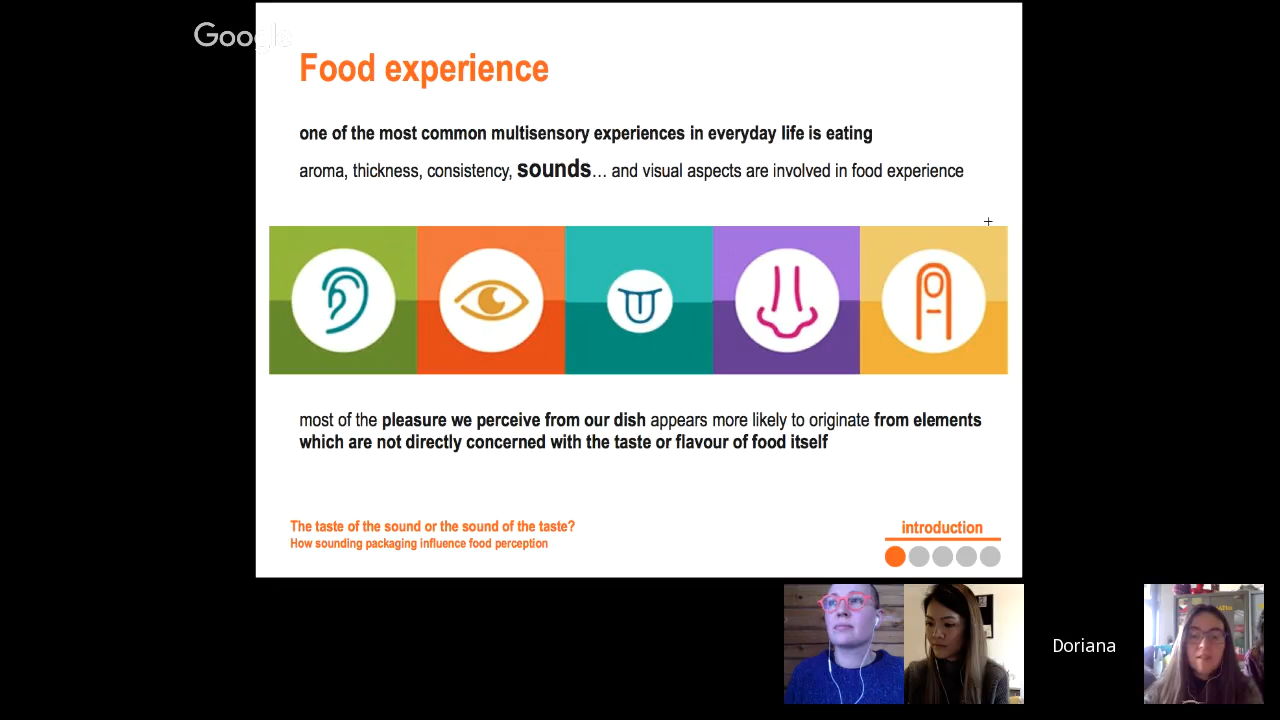 Google
Food experience
one of the most common multisensory experiences in everyday life is eating
aroma, thickness, consistency, sounds... and visual aspects are involved in food experience
most of the pleasure we perceive from our dish appears more likely to originate from elements
which are not directly concerned with the taste or flavour of food itself
The taste of the sound or the sound of the taste?
How sounding packaging influence food perception
introduction
Doriana